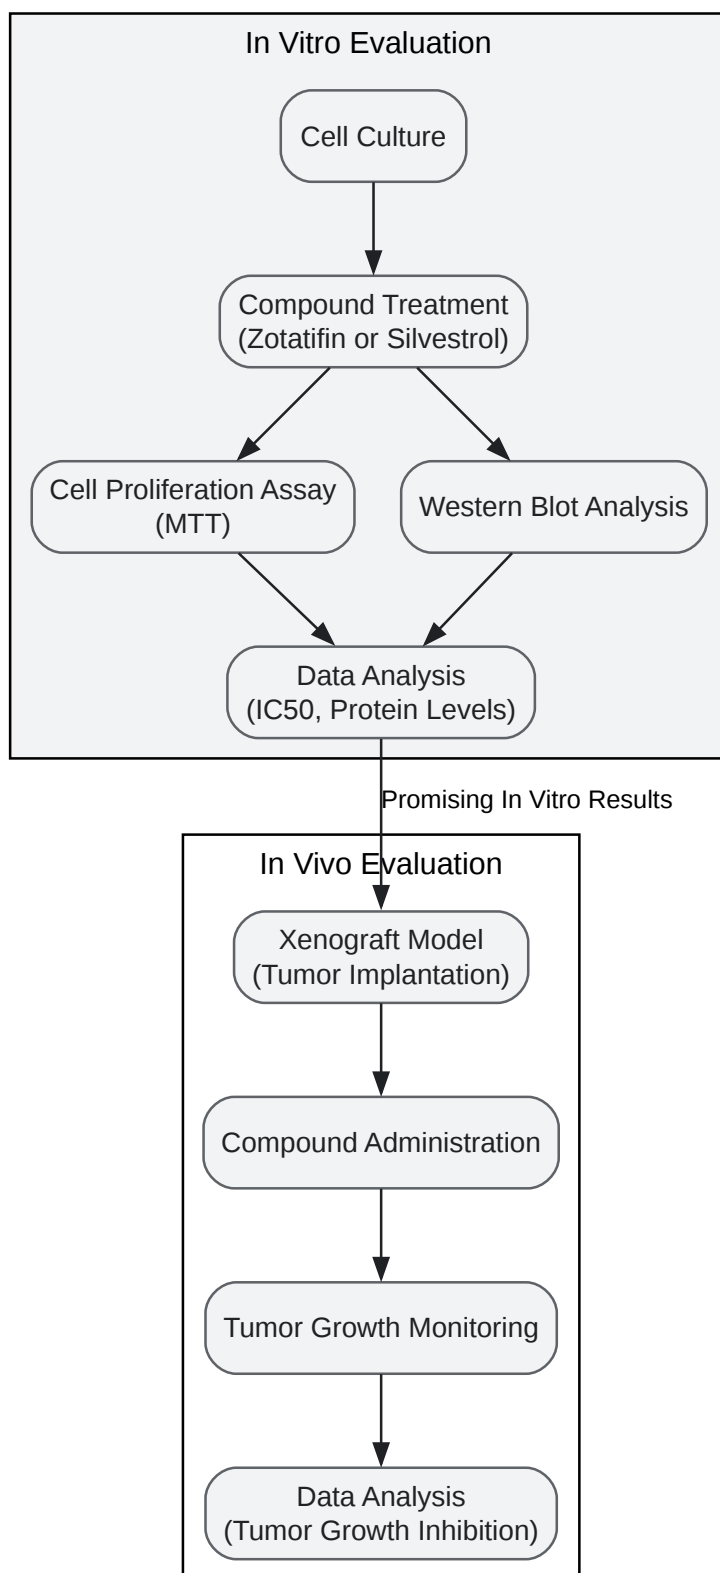 In Vitro Evaluation
Cell Culture
Compound Treatment
(Zotatifin or Silvestrol)
Cell Proliferation Assay
(MTT)
Western Blot Analysis
Data Analysis
(IC50, Protein Levels)
Promising In Vitro Results
In Vivo Evaluation
Xenograft Model
(Tumor Implantation)
Compound Administration
Tumor Growth Monitoring
Data Analysis
(Tumor Growth Inhibition)